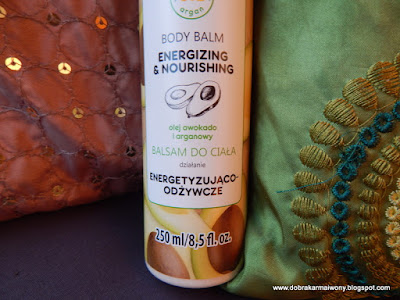 argan
BODY BALM
ENERGIZING
& NOURISHING
olej awokado
i arganowy
BALSAM DO CIAŁA
działanie
ENERGETYZUJĄCO-
ODŻYWCZE
250 ml/8,5 fl. oz.
www.dobrakarmaiwony.blogspot.com